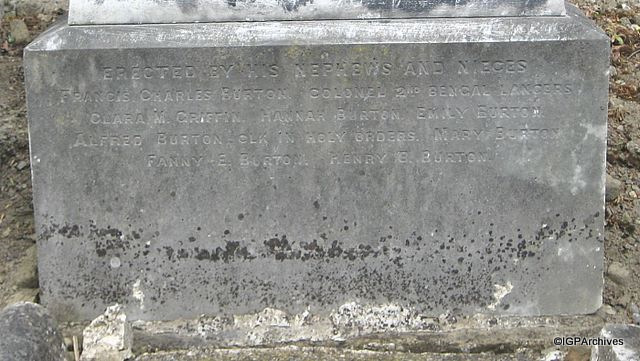 ERECTED BY HIS NEPHEWS AND NIECES
FRANCIS CHARLES BURTON. COLONEL 2ND BENGAL LANCERS
CLARA M. GRIFFIN. HANNAH BURTON. EMILY BURTON.
ALFRED BURTON. CLK IN HOLY ORDERS. MARY BURTON
FANNY E. BURTON. HENRY B. BURTON.
©IGPArchives